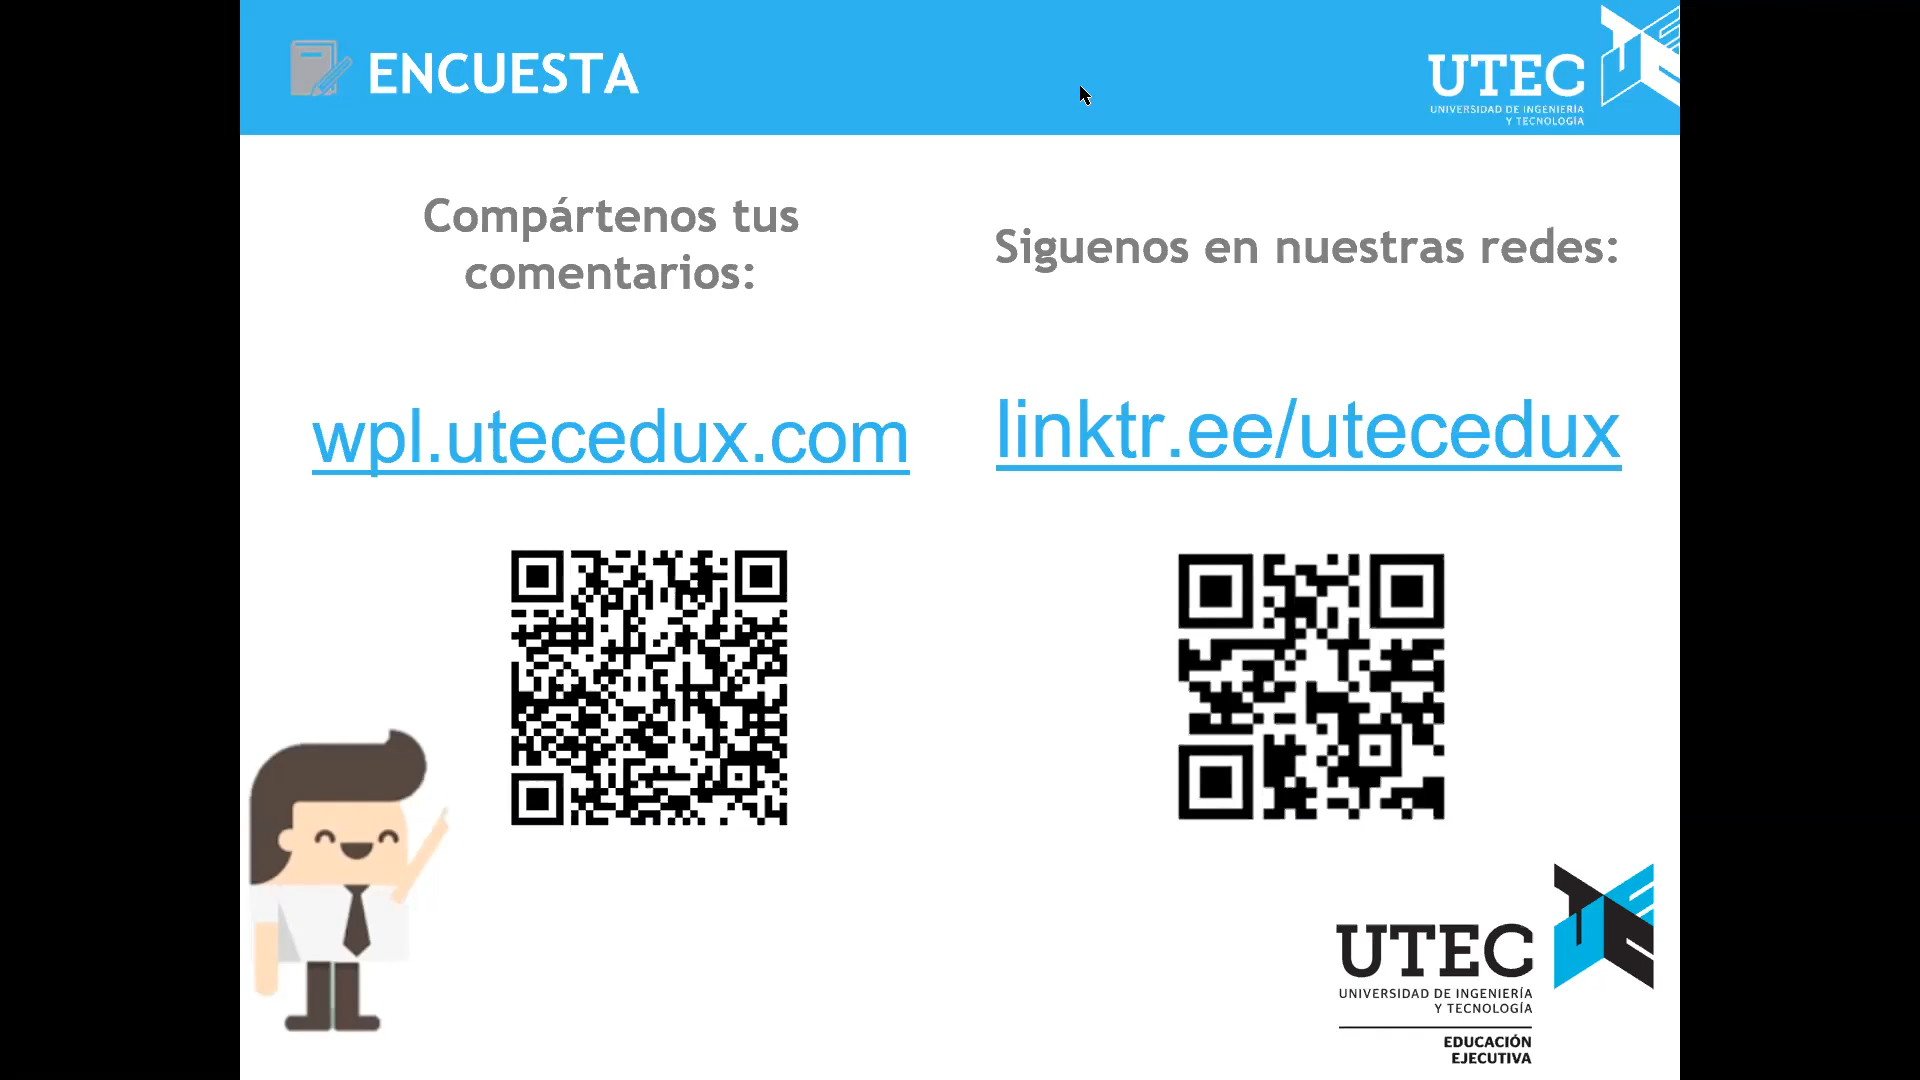 ENCUESTA
UTEC
UNIVERSIDAD DE INGENIERÍA
Y TECNOLOGÍA
Compártenos tus
comentarios:
wpl.utecedux.com
Siguenos en nuestras redes:
linktr.ee/utecedux
UTEC
UNIVERSIDAD DE INGENIERÍA
Y TECNOLOGÍA
EDUCACIÓN
EJECUTIVA